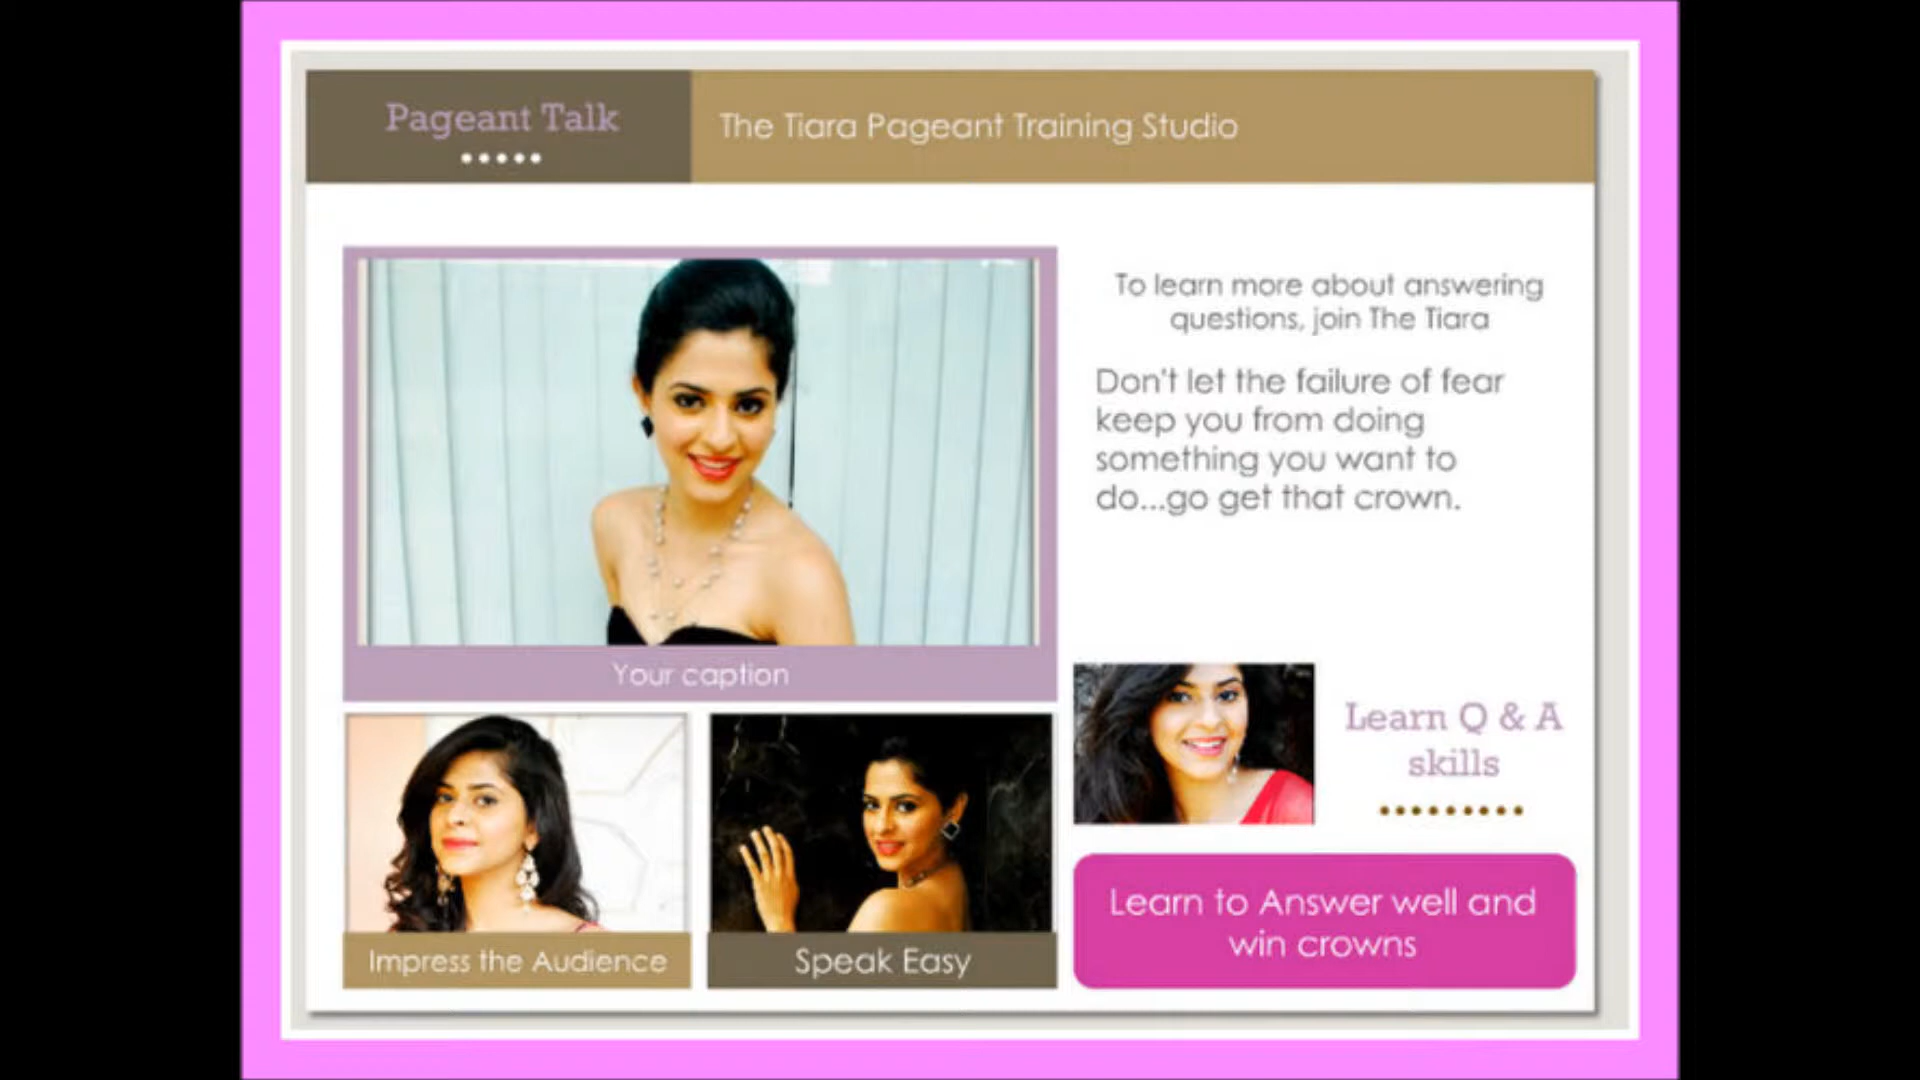 Pageant Talk
The Tiara Pageant Training Studio
To learn more about answering
questions, join The Tiara
Don't let the failure of fear
keep you from doing
something you want to
do...go get that crown.
Your caption
Learn Q & A
skills
Impress the Audience
Speak Easy
Learn to Answer well and
win crowns